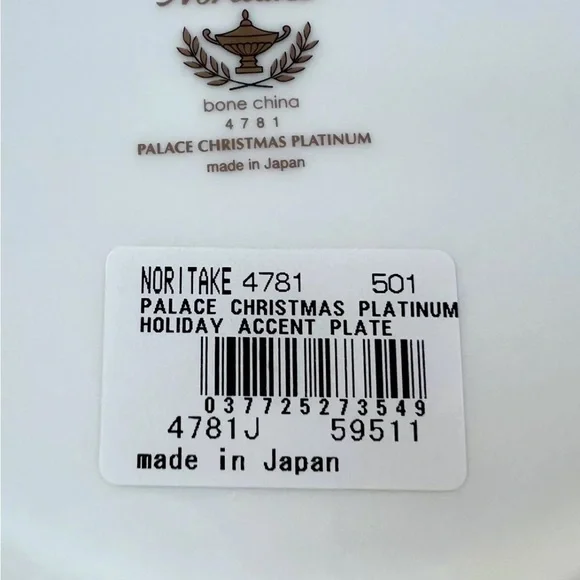 Noritake
bone china
4781
PALACE CHRISTMAS PLATINUM
made in Japan
NORITAKE 4781 501
PALACE CHRISTMAS PLATINUM
HOLIDAY ACCENT PLATE
037725273549
4781J 59511
made in Japan